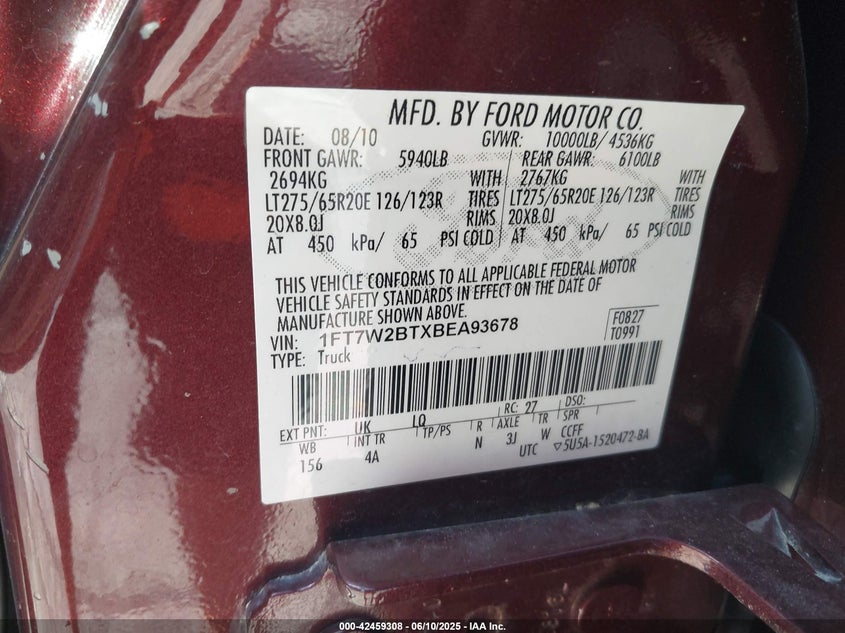 MFD. BY FORD MOTOR CO.
DATE: 08/10 GVWR: 10000LB/ 4536KG
FRONT GAWR: 5940LB REAR GAWR: 6100LB
2694KG WITH 2767KG WITH
LT275/65R20E 126/123R TIRES LT275/65R20E 126/123R TIRES
20X8.0J RIMS 20X8.0J RIMS
AT 450 kPa/ 65 PSI COLD AT 450 kPa/ 65 PSI COLD
THIS VEHICLE CONFORMS TO ALL APPLICABLE FEDERAL MOTOR
VEHICLE SAFETY STANDARDS IN EFFECT ON THE DATE OF
MANUFACTURE SHOWN ABOVE.
VIN: 1FT7W2BTXBEA93678 F0827
TYPE: Truck T0991
EXT PNT: UK LQ RC: 27 DSO:
WB INT TR TP/PS R AXLE TR SPR
156 4A N 3J W CCFF
UTC ▽5U5A-1520472-BA
000-42459308 - 06/10/2025 - IAA Inc.